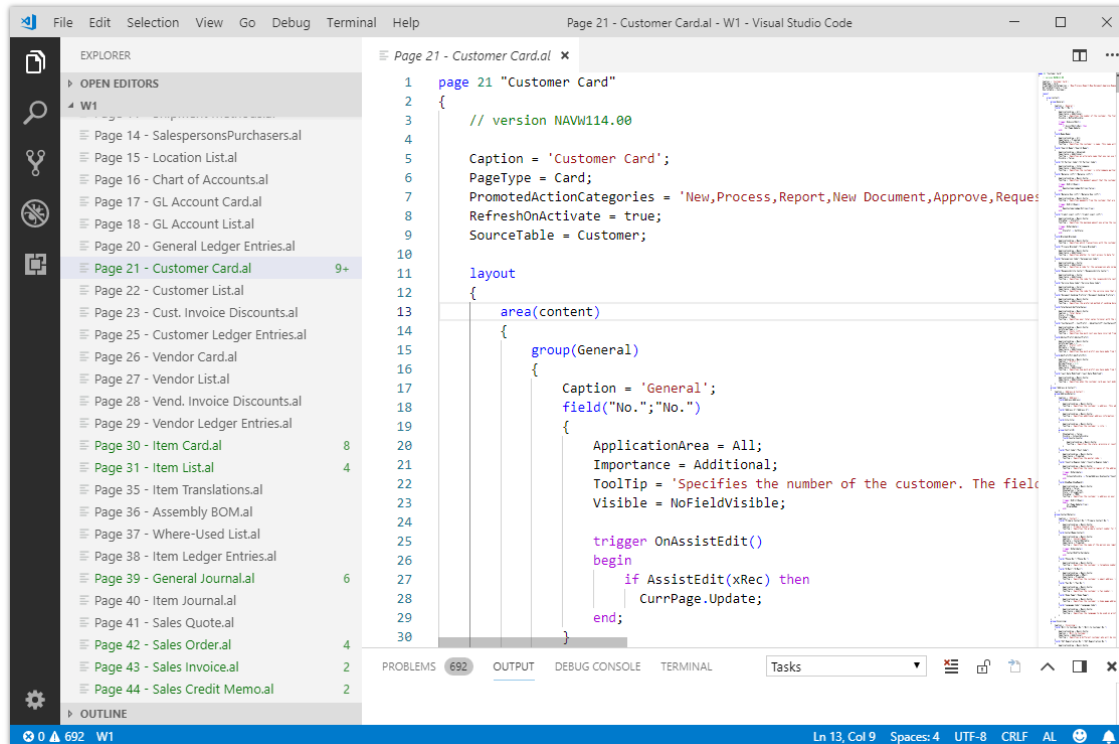 File Edit Selection View Go Debug Terminal Help
Page 21 - Customer Card.al - W1 - Visual Studio Code
EXPLORER
OPEN EDITORS
W1
Page 14 - SalespersonsPurchasers.al
Page 15 - Location List.al
Page 16 - Chart of Accounts.al
Page 17 - GL Account Card.al
Page 18 - GL Account List.al
Page 20 - General Ledger Entries.al
Page 21 - Customer Card.al 9+
Page 22 - Customer List.al
Page 23 - Cust. Invoice Discounts.al
Page 25 - Customer Ledger Entries.al
Page 26 - Vendor Card.al
Page 27 - Vendor List.al
Page 28 - Vend. Invoice Discounts.al
Page 29 - Vendor Ledger Entries.al
Page 30 - Item Card.al 8
Page 31 - Item List.al 4
Page 35 - Item Translations.al
Page 36 - Assembly BOM.al
Page 37 - Where-Used List.al
Page 38 - Item Ledger Entries.al
Page 39 - General Journal.al 6
Page 40 - Item Journal.al
Page 41 - Sales Quote.al
Page 42 - Sales Order.al 4
Page 43 - Sales Invoice.al 2
Page 44 - Sales Credit Memo.al 2
OUTLINE
Page 21 - Customer Card.al
1 page 21 "Customer Card"
2 {
3 // version NAVW114.00
4
5 Caption = 'Customer Card';
6 PageType = Card;
7 PromotedActionCategories = 'New,Process,Report,New Document,Approve,Reques
8 RefreshOnActivate = true;
9 SourceTable = Customer;
10
11 layout
12 {
13 area(content)
14 {
15 group(General)
16 {
17 Caption = 'General';
18 field("No.";"No.")
19 {
20 ApplicationArea = All;
21 Importance = Additional;
22 ToolTip = 'Specifies the number of the customer. The field
23 Visible = NoFieldVisible;
24
25 trigger OnAssistEdit()
26 begin
27 if AssistEdit(xRec) then
28 CurrPage.Update;
29 end;
30 }
PROBLEMS 692 OUTPUT DEBUG CONSOLE TERMINAL Tasks
0 692 W1 Ln 13, Col 9 Spaces: 4 UTF-8 CRLF AL